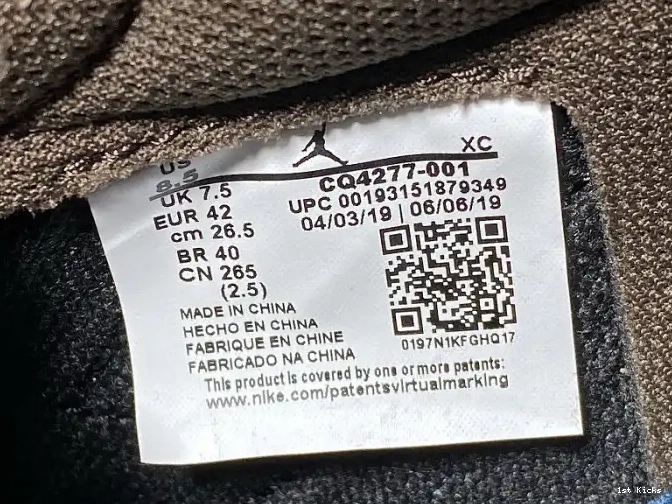 XC
US
8.5
UK 7.5
EUR 42
cm 26.5
BR 40
CN 265
(2.5)
CQ4277-001
UPC 00193151879349
04/03/19 | 06/06/19
0197N1KFGHQ17
MADE IN CHINA
HECHO EN CHINA
FABRIQUE EN CHINE
FABRICADO NA CHINA
This product is covered by one or more patents:
www.nike.com/patentsvirtualmarking
1st Kicks